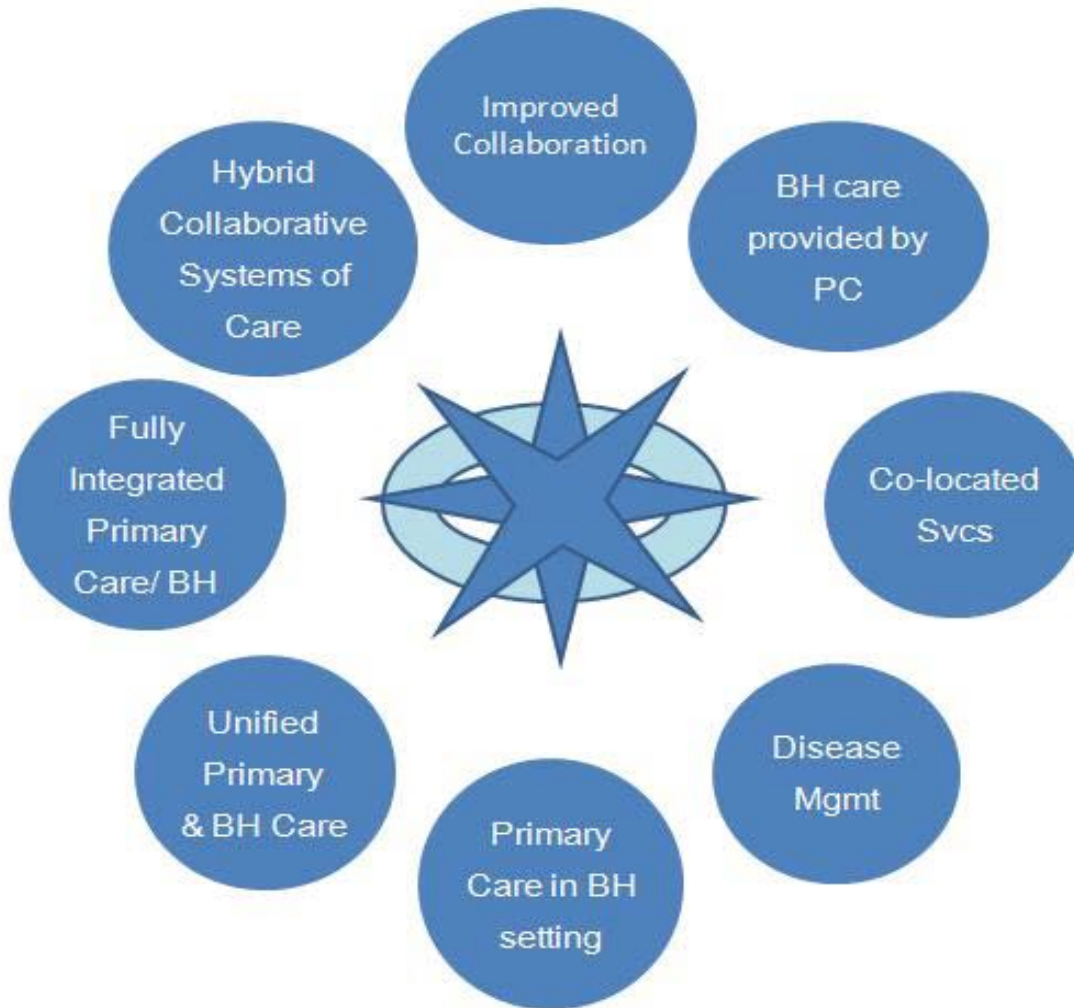 Improved
Collaboration
BH care
provided by
PC
Co-located
Svcs
Disease
Mgmt
Primary
Care in BH
setting
Unified
Primary
& BH Care
Fully
Integrated
Primary
Care/ BH
Hybrid
Collaborative
Systems of
Care